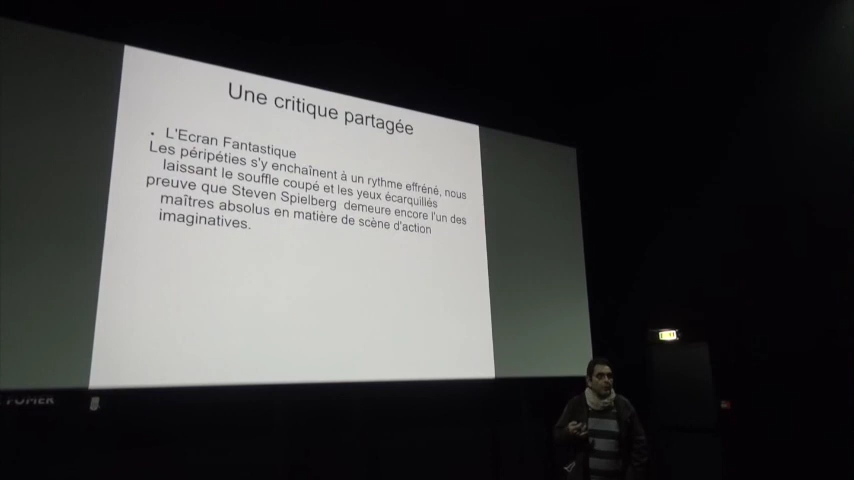 Une critique partagée
• L'Ecran Fantastique
Les péripéties s'y enchaînent à un rythme effréné, nous
laissant le souffle coupé et les yeux écarquillés
preuve que Steven Spielberg demeure encore l'un des
maîtres absolus en matière de scène d'action
imaginatives.